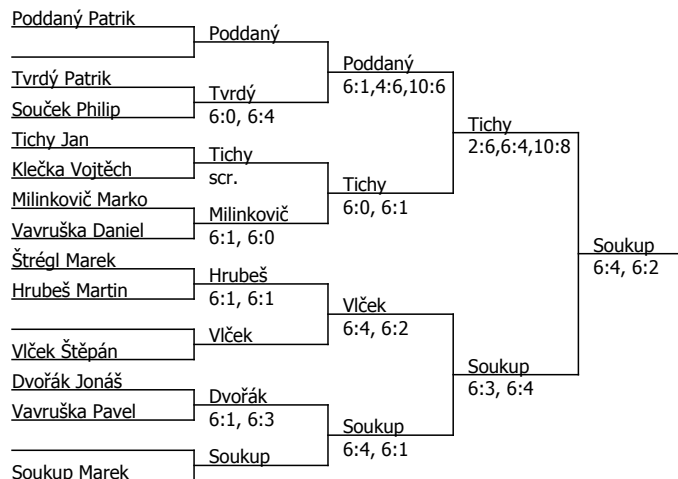 Poddaný Patrik
Tvrdý Patrik
Souček Philip
Tichy Jan
Klečka Vojtěch
Milinkovič Marko
Vavruška Daniel
Štrégl Marek
Hrubeš Martin
Vlček Štěpán
Dvořák Jonáš
Vavruška Pavel
Soukup Marek
Poddaný
Tvrdý
6:0, 6:4
Tichy
scr.
Milinkovič
6:1, 6:0
Hrubeš
6:1, 6:1
Vlček
Dvořák
6:1, 6:3
Soukup
Poddaný
6:1,4:6,10:6
Tichy
6:0, 6:1
Vlček
6:4, 6:2
Soukup
6:4, 6:1
Tichy
2:6,6:4,10:8
Soukup
6:3, 6:4
Soukup
6:4, 6:2